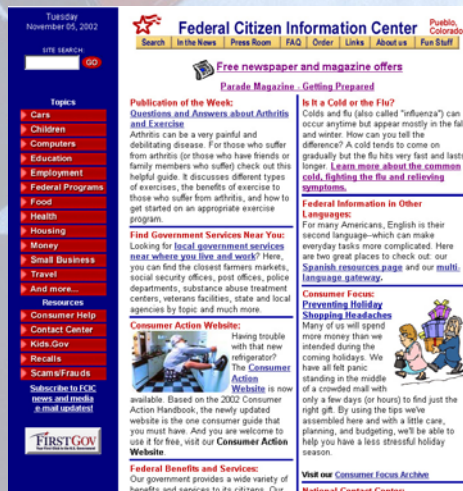 Tuesday
November 05, 2002
SITE SEARCH:
GO
Topics
Cars
Children
Computers
Education
Employment
Federal Programs
Food
Health
Housing
Money
Small Business
Travel
And more...
Resources
Consumer Help
Contact Center
Kids.Gov
Recalls
Scams/Frauds
Subscribe to FCIC
news and media
e-mail updates!
FIRSTGOV
Federal Citizen Information Center
Pueblo,
Colorado
Search In the News Press Room FAQ Order Links About us Fun Stuff
Free newspaper and magazine offers
Parade Magazine - Getting Prepared
Publication of the Week:
Questions and Answers about Arthritis
and Exercise
Arthritis can be a very painful and
debilitating disease. For those who suffer
from arthritis (or those who have friends or
family members who suffer) check out this
helpful guide. It discusses different types
of exercises, the benefits of exercise to
those who suffer from arthritis, and how to
get started on an appropriate exercise
program.
Find Government Services Near You:
Looking for local government services
near where you live and work? Here,
you can find the closest farmers markets,
social security offices, post offices, police
departments, substance abuse treatment
centers, veterans facilities, state and local
agencies by topic and much more.
Consumer Action Website:
Having trouble
with that new
refrigerator?
The Consumer
Action
Website is now
available. Based on the 2002 Consumer
Action Handbook, the newly updated
website is the one consumer guide that
you must have. And you are welcome to
use it for free, visit our Consumer Action
Website.
Federal Benefits and Services:
Our government provides a wide variety of
benefits and services to its citizens. Our
Is It a Cold or the Flu?
Colds and flu (also called "influenza") can
occur anytime but appear mostly in the fall
and winter. How can you tell the
difference? A cold tends to come on
gradually but the flu hits very fast and lasts
longer. Learn more about the common
cold, fighting the flu and relieving
symptoms.
Federal Information in Other
Languages:
For many Americans, English is their
second language--which can make
everyday tasks more complicated. Here
are two great places to check out: our
Spanish resources page and our multi-
language gateway.
Consumer Focus:
Preventing Holiday
Shopping Headaches
Many of us will spend
more money than we
intended during the
coming holidays. We
have all felt panic
standing in the middle
of a crowded mall with
only a few days (or hours) to find just the
right gift. By using the tips we've
assembled here and with a little care,
planning, and budgeting, we'll be able to
help you have a less stressful holiday
season.
Visit our Consumer Focus Archive
National Contact Center: